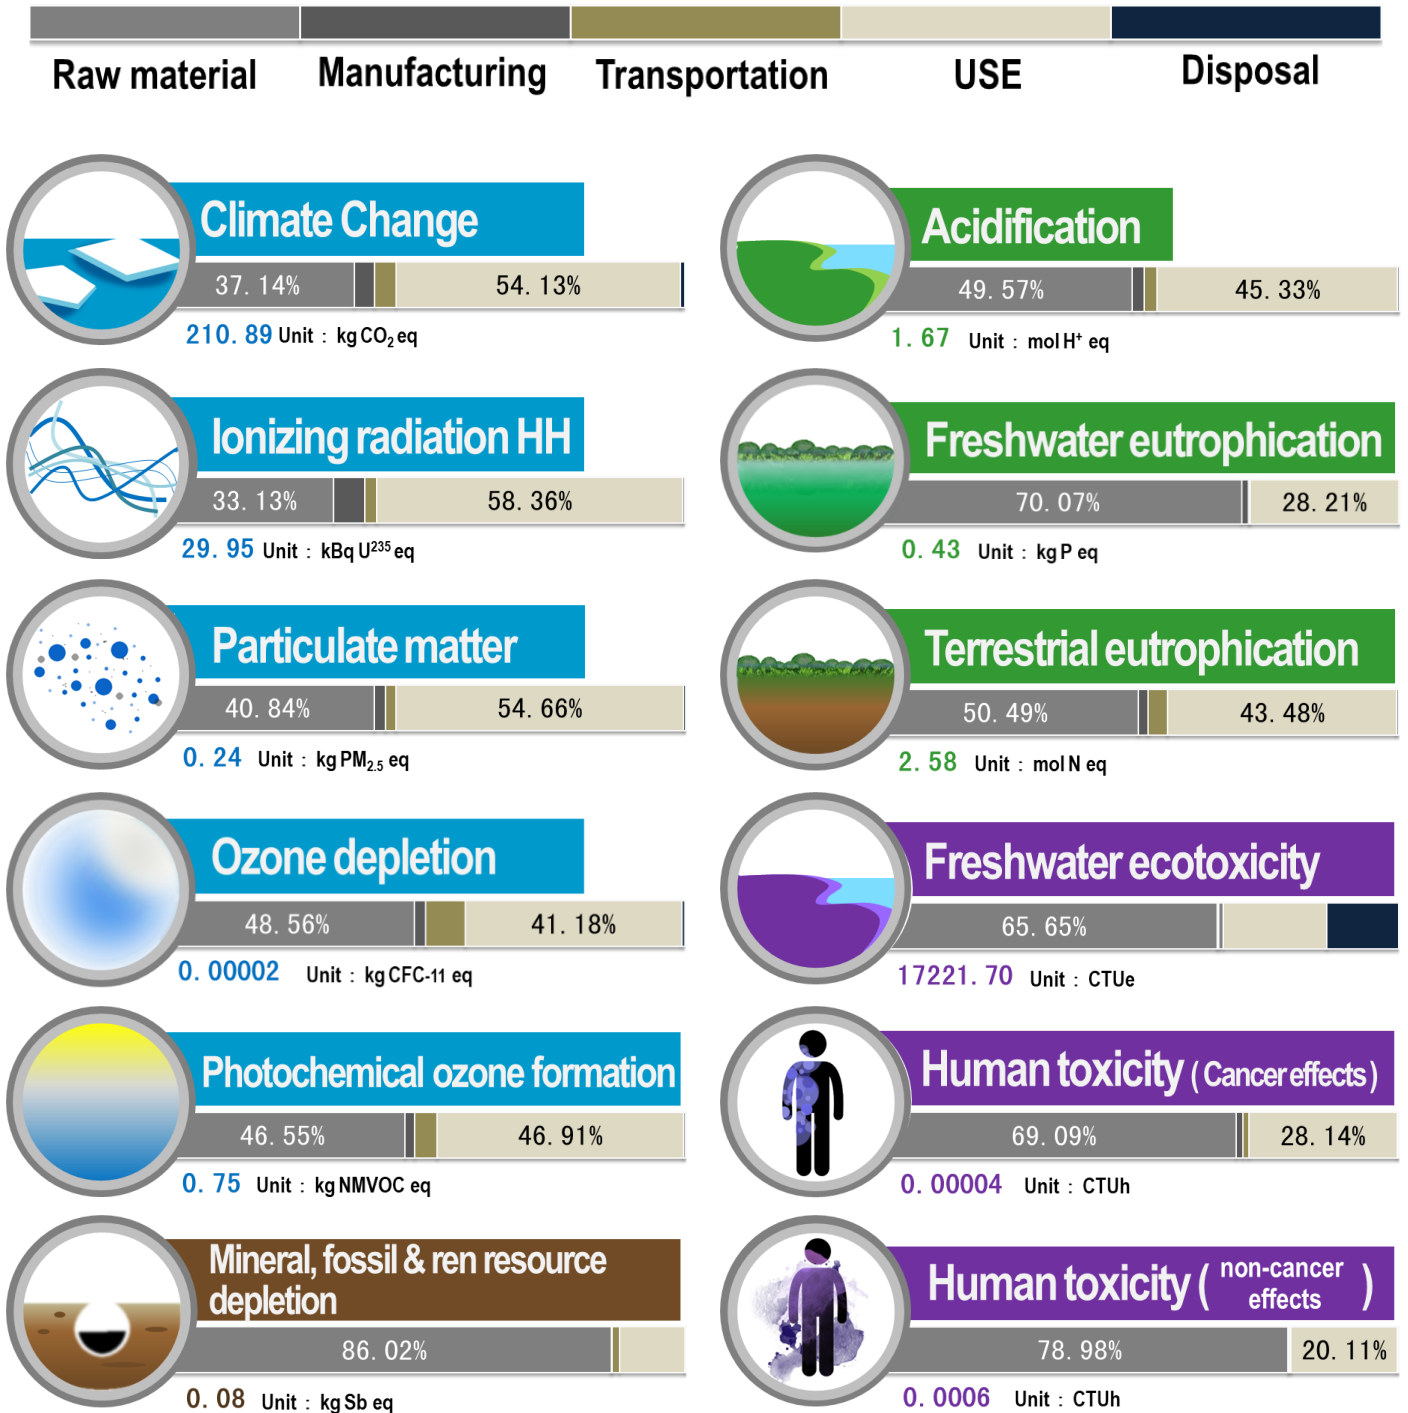 Raw material
Manufacturing
Transportation
USE
Disposal
Climate Change
37.14%
54.13%
210.89 Unit : kg CO₂ eq
Ionizing radiation HH
33.13%
58.36%
29.95 Unit : kBq U²³⁵ eq
Particulate matter
40.84%
54.66%
0.24 Unit : kg PM₂.₅ eq
Ozone depletion
48.56%
41.18%
0.00002 Unit : kg CFC-11 eq
Photochemical ozone formation
46.55%
46.91%
0.75 Unit : kg NMVOC eq
Mineral, fossil & ren resource
depletion
86.02%
0.08 Unit : kg Sb eq
Acidification
49.57%
45.33%
1.67 Unit : mol H⁺ eq
Freshwater eutrophication
70.07%
28.21%
0.43 Unit : kg P eq
Terrestrial eutrophication
50.49%
43.48%
2.58 Unit : mol N eq
Freshwater ecotoxicity
65.65%
17221.70 Unit : CTUe
Human toxicity (Cancer effects)
69.09%
28.14%
0.00004 Unit : CTUh
Human toxicity (non-cancer
effects)
78.98%
20.11%
0.0006 Unit : CTUh